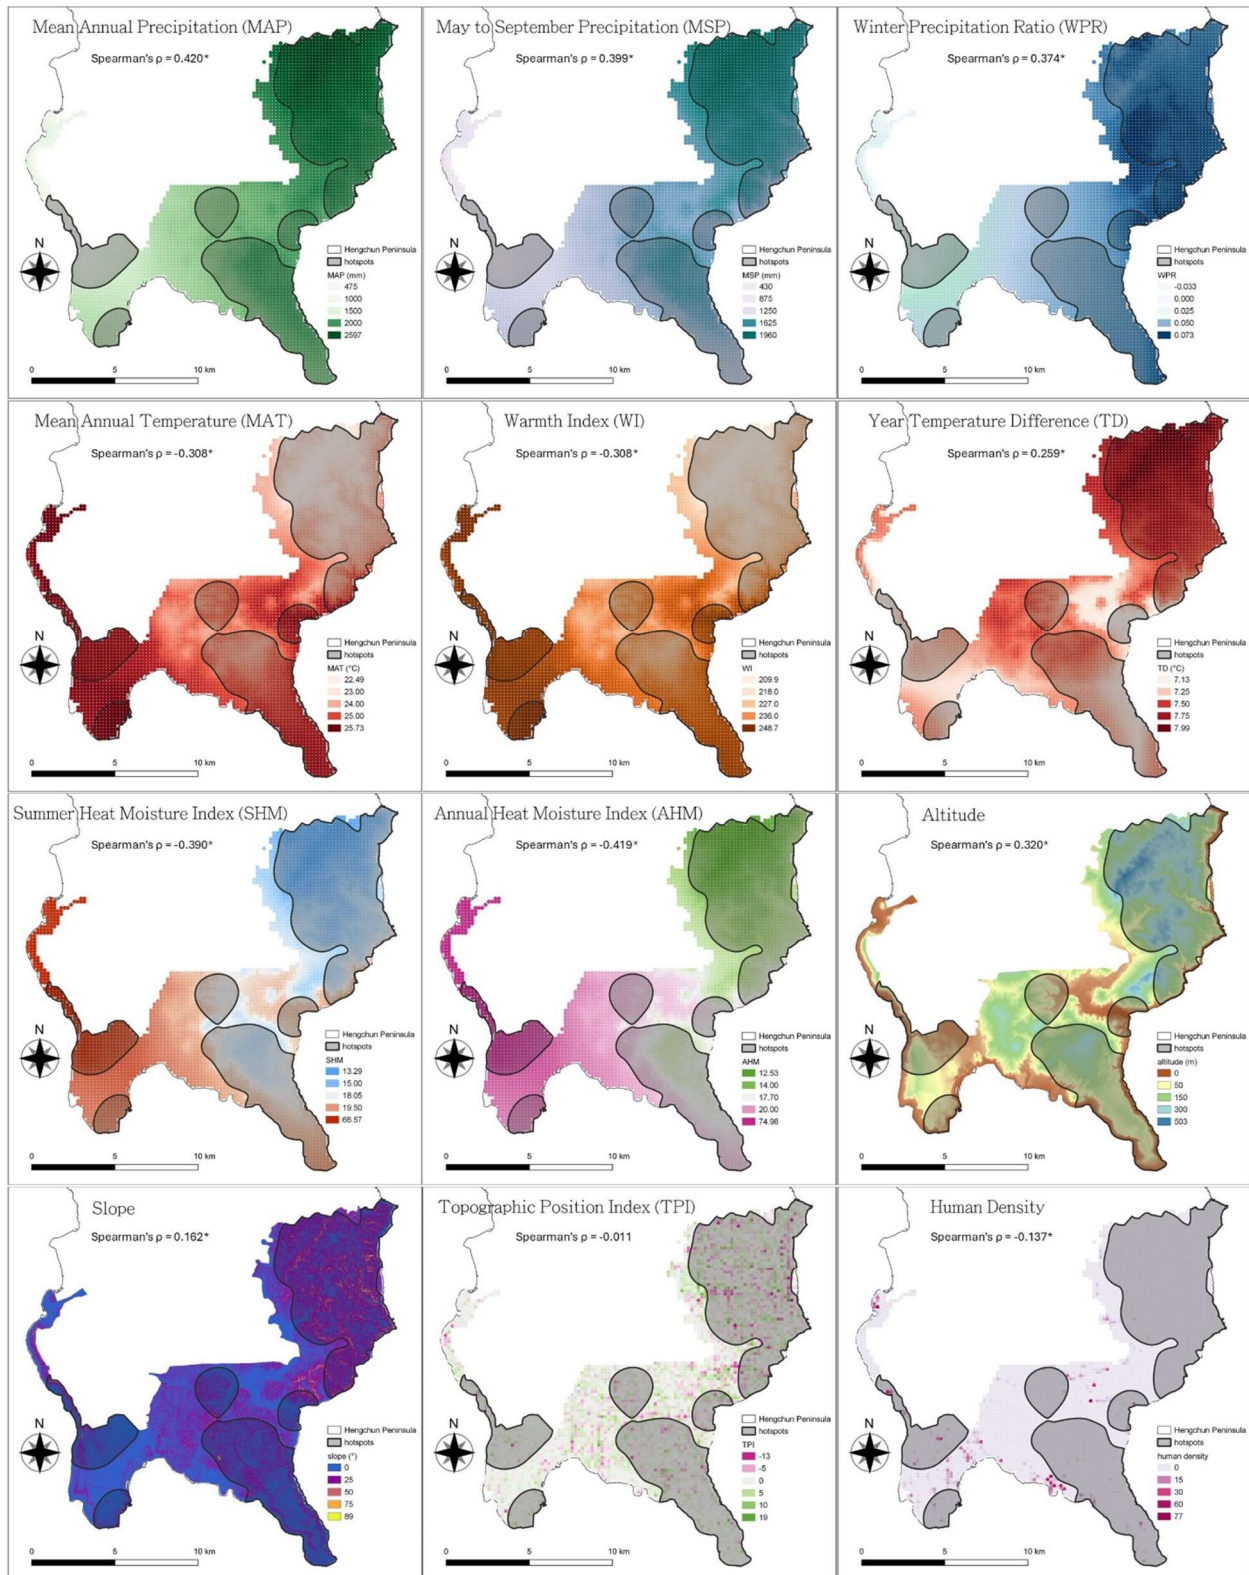 Mean Annual Precipitation (MAP)
Spearman's ρ = 0.420*
N
Hengchun Peninsula
hotspots
MAP (mm)
475
1000
1500
2000
2597
0 5 10 km
May to September Precipitation (MSP)
Spearman's ρ = 0.399*
N
Hengchun Peninsula
hotspots
MSP (mm)
430
875
1250
1625
1960
0 5 10 km
Winter Precipitation Ratio (WPR)
Spearman's ρ = 0.374*
N
Hengchun Peninsula
hotspots
WPR
-0.033
0.000
0.025
0.050
0.073
0 5 10 km
Mean Annual Temperature (MAT)
Spearman's ρ = -0.308*
N
Hengchun Peninsula
hotspots
MAT (°C)
22.49
23.00
24.00
25.00
25.73
0 5 10 km
Warmth Index (WI)
Spearman's ρ = -0.308*
N
Hengchun Peninsula
hotspots
WI
209.9
218.0
227.0
236.0
248.7
0 5 10 km
Year Temperature Difference (TD)
Spearman's ρ = 0.259*
N
Hengchun Peninsula
hotspots
TD (°C)
7.13
7.25
7.50
7.75
7.99
0 5 10 km
Summer Heat Moisture Index (SHM)
Spearman's ρ = -0.390*
N
Hengchun Peninsula
hotspots
SHM
13.29
15.00
18.05
19.50
66.57
0 5 10 km
Annual Heat Moisture Index (AHM)
Spearman's ρ = -0.419*
N
Hengchun Peninsula
hotspots
AHM
12.53
14.00
17.70
20.00
74.98
0 5 10 km
Altitude
Spearman's ρ = 0.320*
N
Hengchun Peninsula
hotspots
altitude (m)
0
50
150
300
503
0 5 10 km
Slope
Spearman's ρ = 0.162*
N
Hengchun Peninsula
hotspots
slope (°)
0
25
50
75
89
0 5 10 km
Topographic Position Index (TPI)
Spearman's ρ = -0.011
N
Hengchun Peninsula
hotspots
TPI
-13
-5
0
5
10
19
0 5 10 km
Human Density
Spearman's ρ = -0.137*
N
Hengchun Peninsula
hotspots
human density
0
15
30
60
77
0 5 10 km